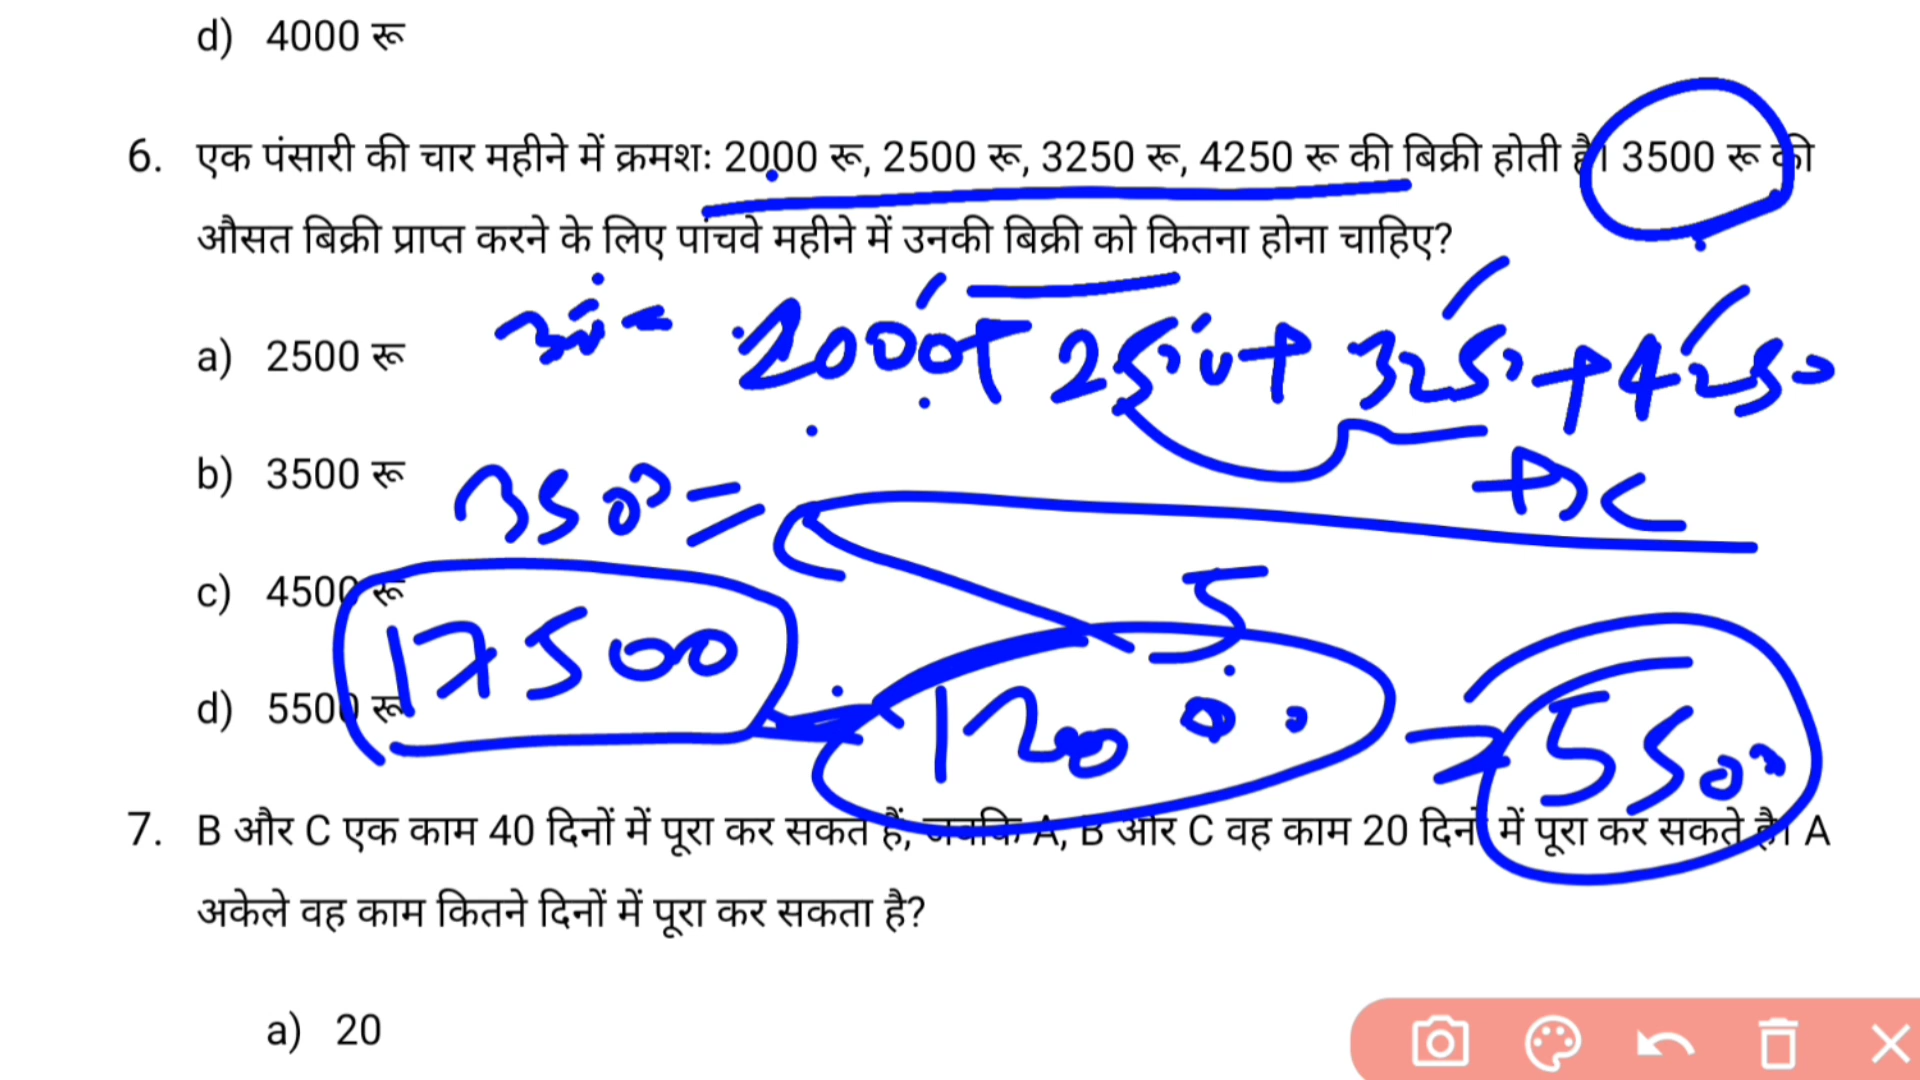 d) 4000 रू
6. एक पंसारी की चार महीने में क्रमशः 2000 रू, 2500 रू, 3250 रू, 4250 रू की बिक्री होती है। 3500 रू की
औसत बिक्री प्राप्त करने के लिए पांचवे महीने में उनकी बिक्री को कितना होना चाहिए?
2000+ 2500+ 3250+4250
a) 2500 रू
+x
b) 3500 रू
3500 =
5
c) 4500 रू
17500 - 12000 = 5500
d) 5500 रू
7. B और C एक काम 40 दिनों में पूरा कर सकते हैं, जबकि A, B और C वह काम 20 दिनों में पूरा कर सकते है। A
अकेले वह काम कितने दिनों में पूरा कर सकता है?
a) 20